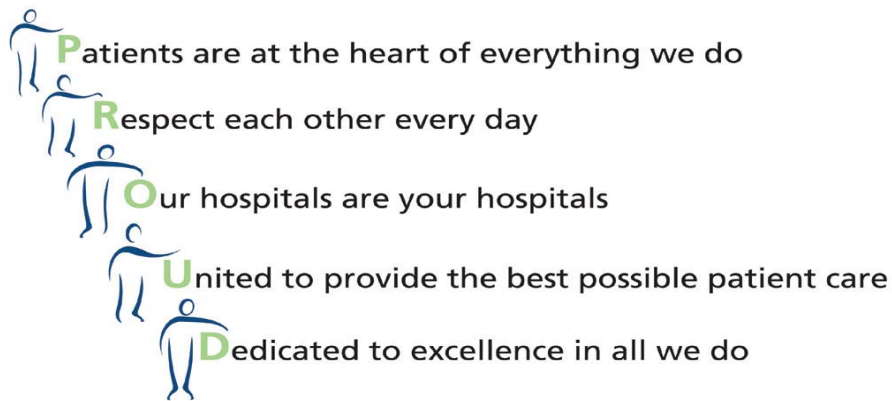 Patients are at the heart of everything we do
Respect each other every day
Our hospitals are your hospitals
United to provide the best possible patient care
Dedicated to excellence in all we do